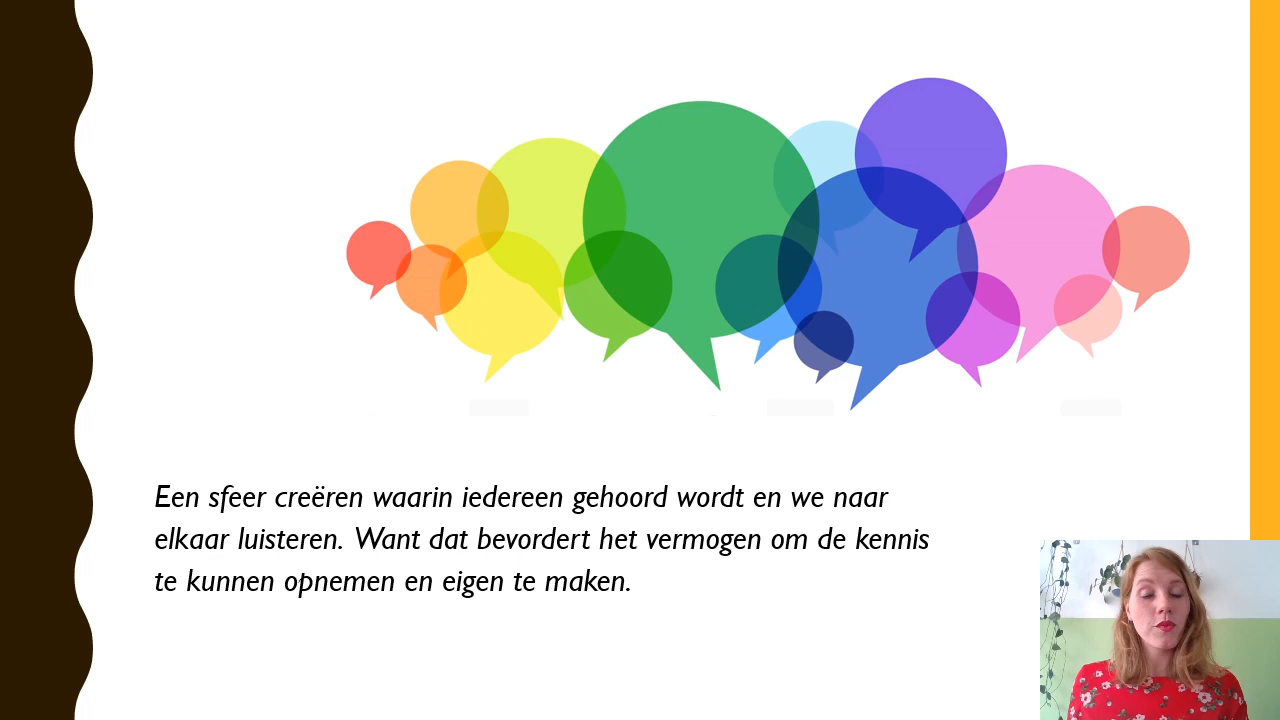 Een sfeer creëren waarin iedereen gehoord wordt en we naar
elkaar luisteren. Want dat bevordert het vermogen om de kennis
te kunnen opnemen en eigen te maken.